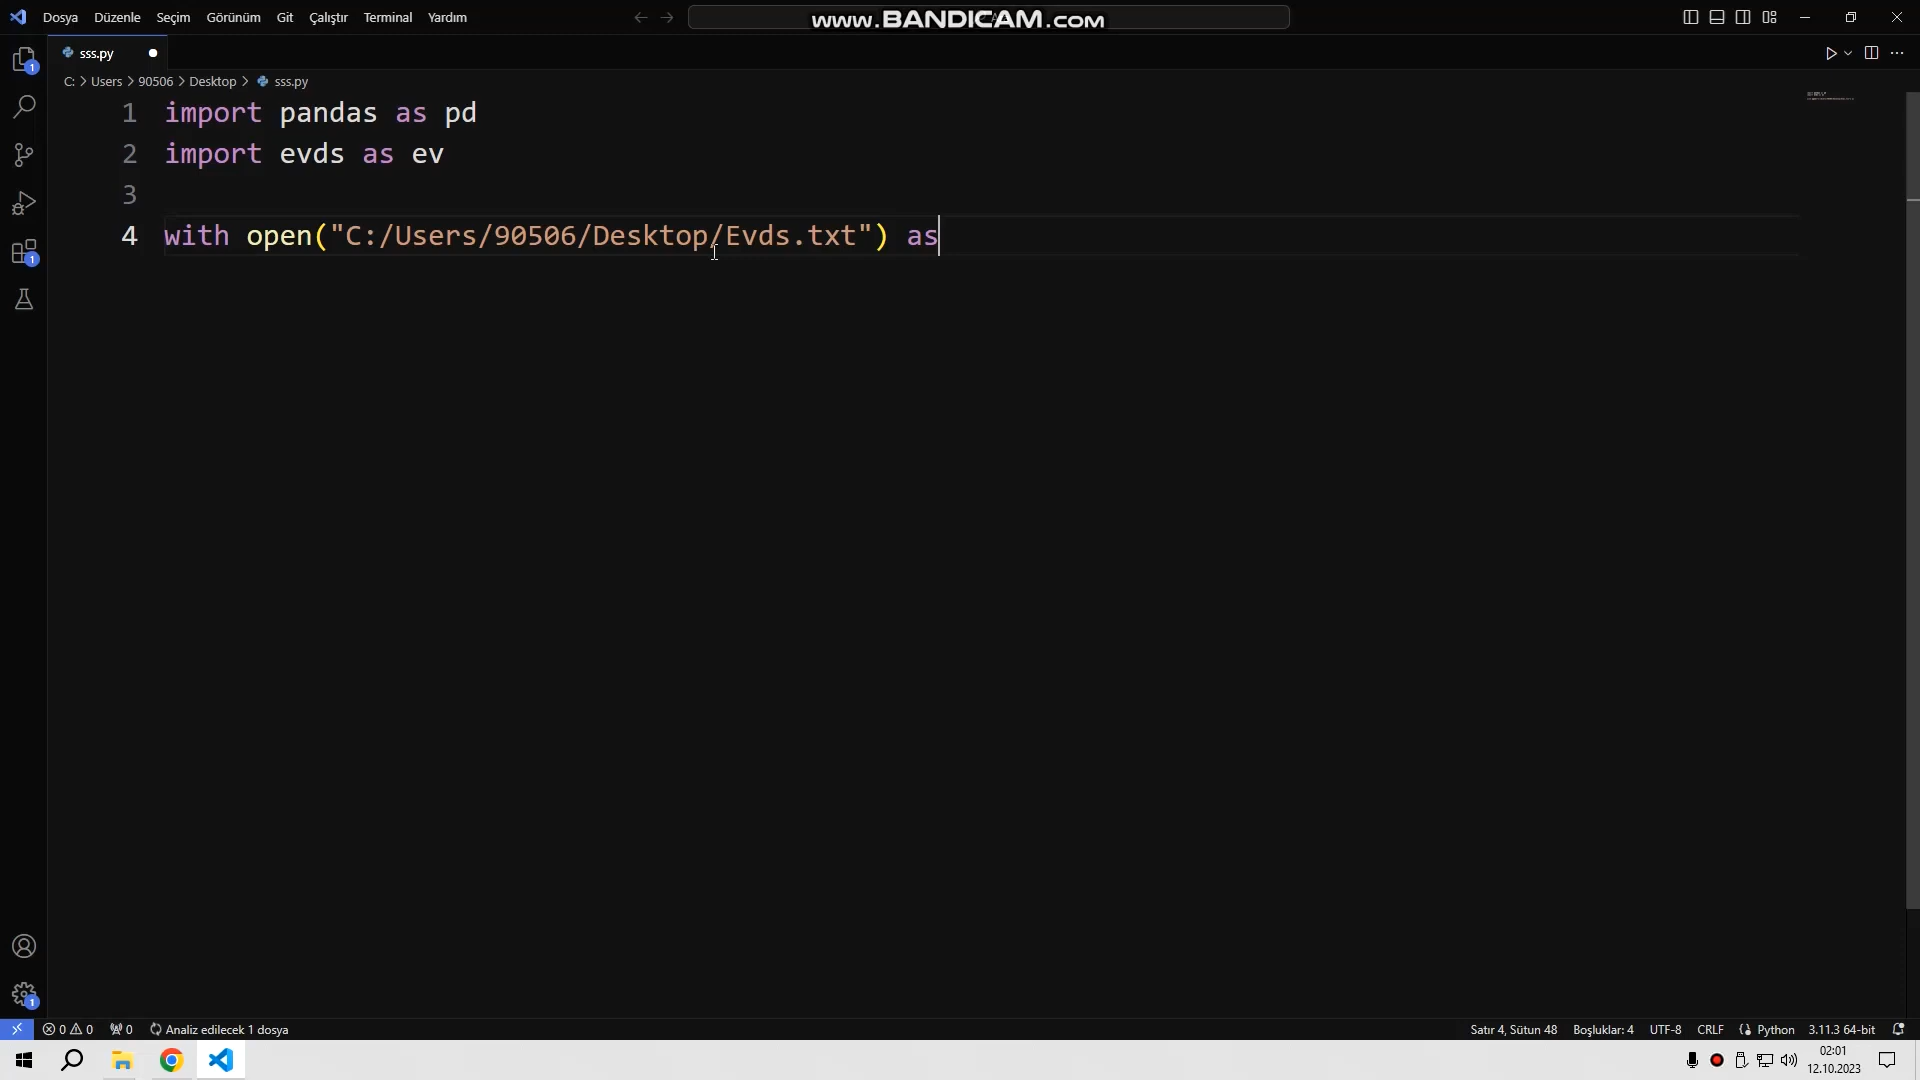 Dosya Düzenle Seçim Görünüm Git Çalıştır Terminal Yardım
www.BANDICAM.com
sss.py
C: > Users > 90506 > Desktop > sss.py
1 import pandas as pd
2 import evds as ev
3
4 with open("C:/Users/90506/Desktop/Evds.txt") as
1
1
1
0 0 0 Analiz edilecek 1 dosya
Satır 4, Sütun 48 Boşluklar: 4 UTF-8 CRLF Python 3.11.3 64-bit
02:01
12.10.2023